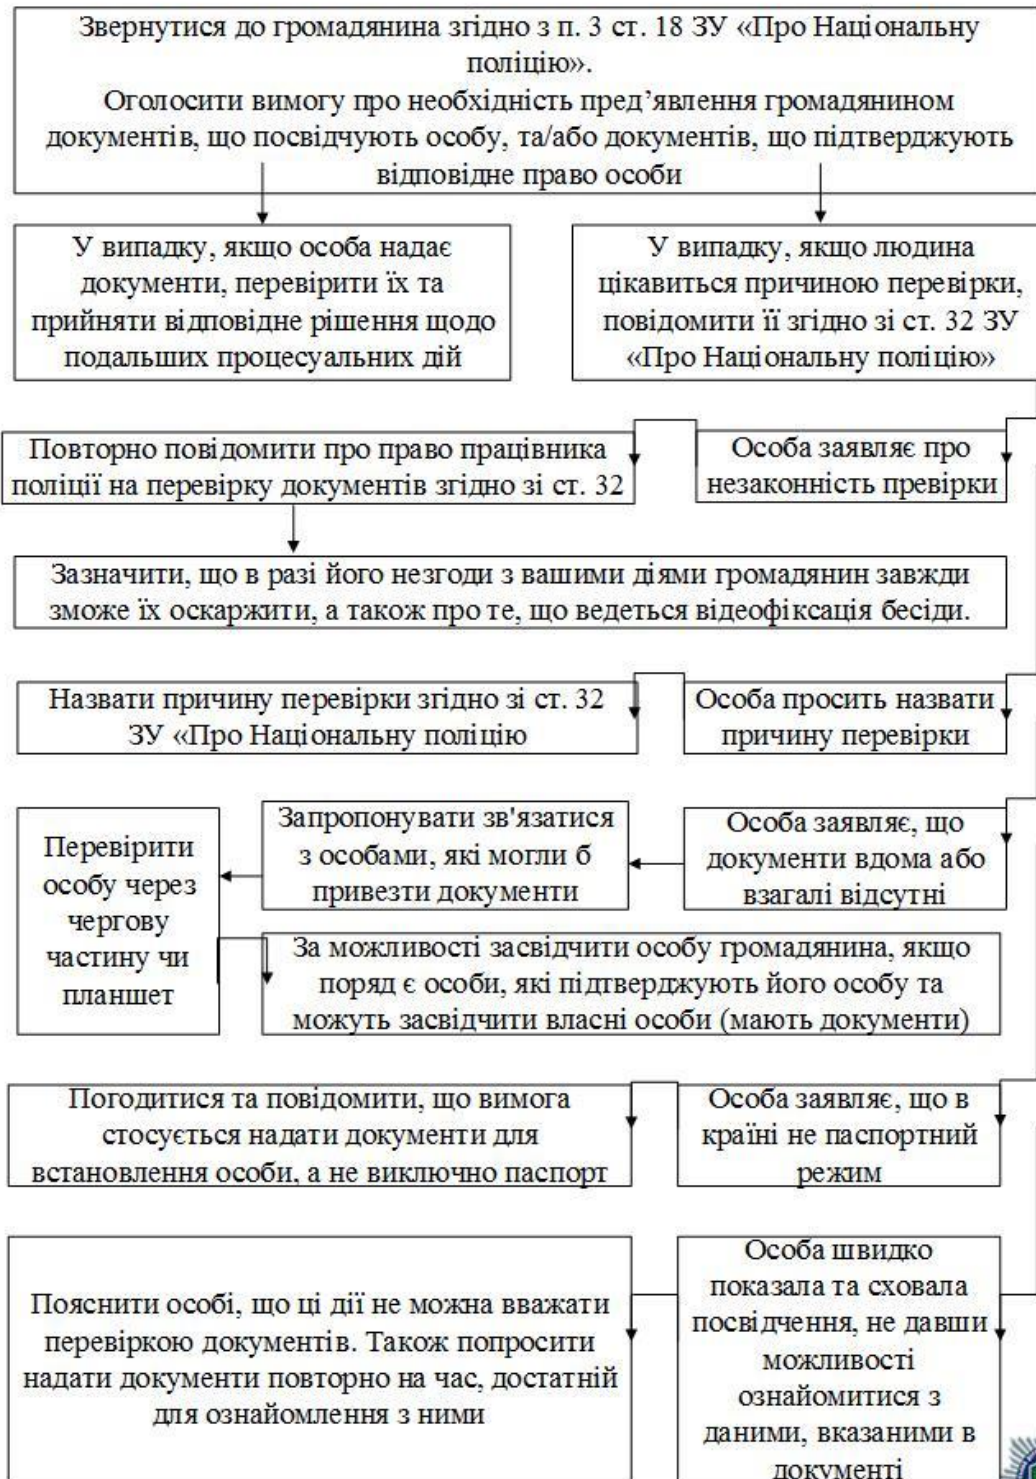 Звернутися до громадянина згідно з п. 3 ст. 18 ЗУ «Про Національну
поліцію».
Оголосити вимогу про необхідність пред’явлення громадянином
документів, що посвідчують особу, та/або документів, що підтверджують
відповідне право особи
У випадку, якщо особа надає
документи, перевірити їх та
прийняти відповідне рішення щодо
подальших процесуальних дій
У випадку, якщо людина
цікавиться причиною перевірки,
повідомити її згідно зі ст. 32 ЗУ
«Про Національну поліцію»
Особа заявляє про
незаконність превірки
Повторно повідомити про право працівника
поліції на перевірку документів згідно зі ст. 32
Зазначити, що в разі його незгоди з вашими діями громадянин завжди
зможе їх оскаржити, а також про те, що ведеться відеофіксація бесіди.
Особа просить назвати
причину перевірки
Назвати причину перевірки згідно зі ст. 32
ЗУ «Про Національну поліцію
Особа заявляє, що
документи вдома або
взагалі відсутні
Запропонувати зв'язатися
з особами, які могли б
привезти документи
Перевірити
особу через
чергову
частину чи
планшет
За можливості засвідчити особу громадянина, якщо
поряд є особи, які підтверджують його особу та
можуть засвідчити власні особи (мають документи)
Особа заявляє, що в
країні не паспортний
режим
Погодитися та повідомити, що вимога
стосується надати документи для
встановлення особи, а не виключно паспорт
Особа швидко
показала та сховала
посвідчення, не давши
можливості
ознайомитися з
даними, вказаними в
документі
Пояснити особі, що ці дії не можна вважати
перевіркою документів. Також попросити
надати документи повторно на час, достатній
для ознайомлення з ними